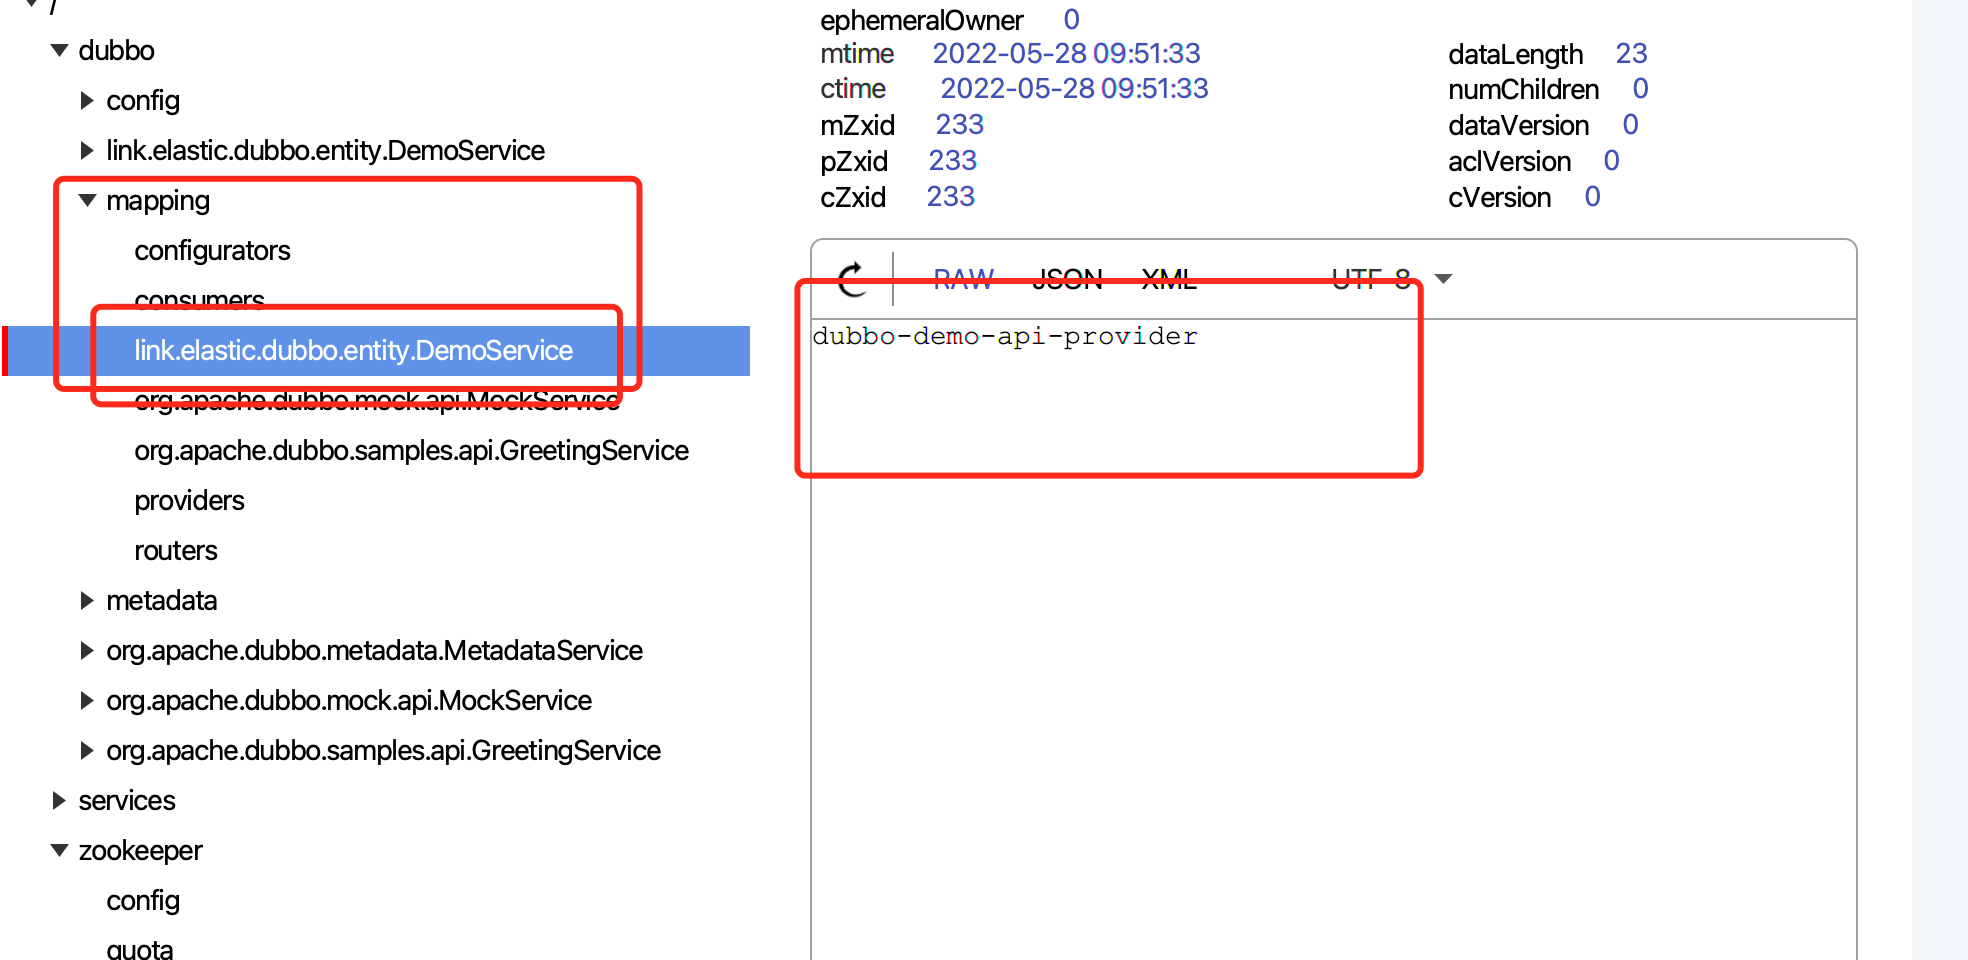 /
dubbo
config
link.elastic.dubbo.entity.DemoService
mapping
configurators
consumers
link.elastic.dubbo.entity.DemoService
org.apache.dubbo.mock.api.MockService
org.apache.dubbo.samples.api.GreetingService
providers
routers
metadata
org.apache.dubbo.metadata.MetadataService
org.apache.dubbo.mock.api.MockService
org.apache.dubbo.samples.api.GreetingService
services
zookeeper
config
quota
ephemeralOwner 0
mtime 2022-05-28 09:51:33
ctime 2022-05-28 09:51:33
mZxid 233
pZxid 233
cZxid 233
dataLength 23
numChildren 0
dataVersion 0
aclVersion 0
cVersion 0
RAW JSON XML UTF-8
dubbo-demo-api-provider